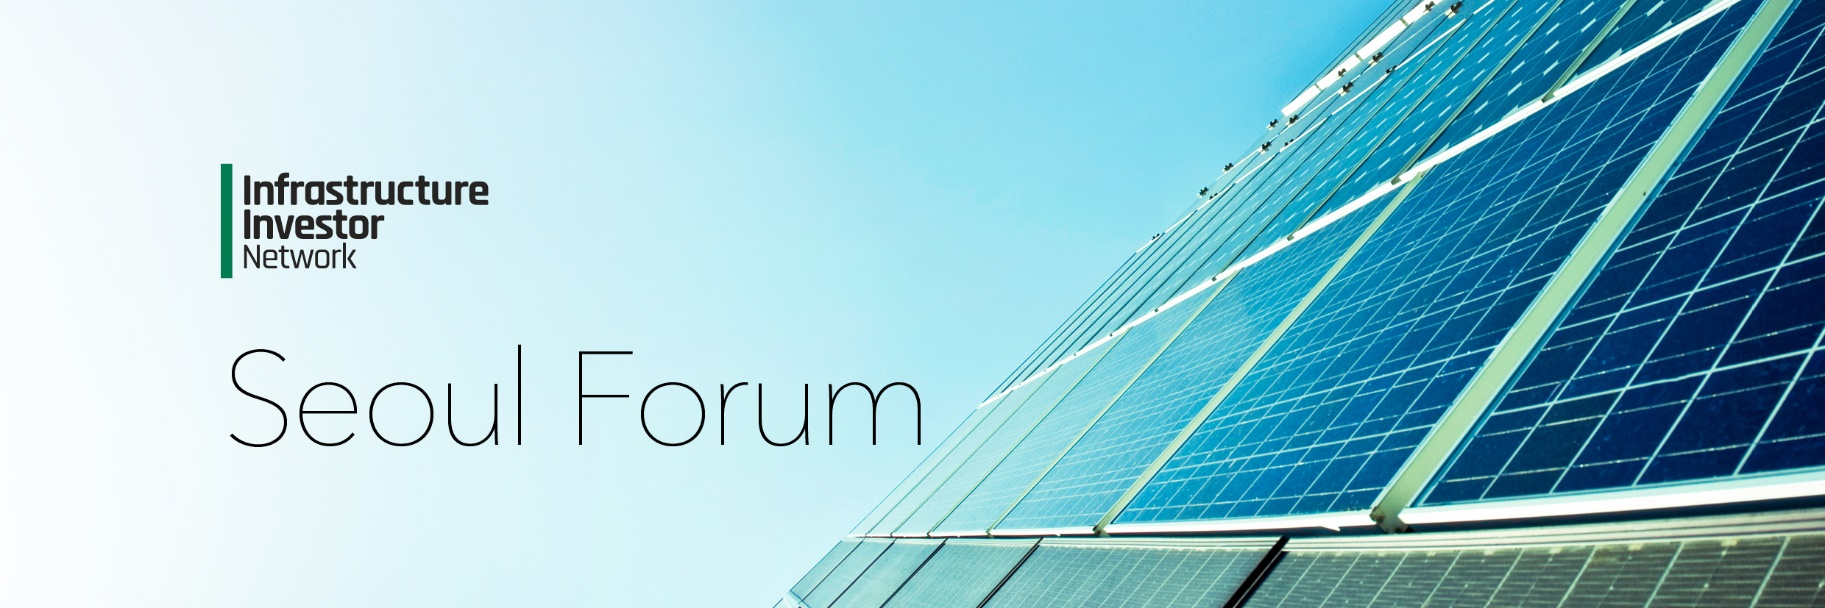 Infrastructure
Investor
Network
Seoul Forum